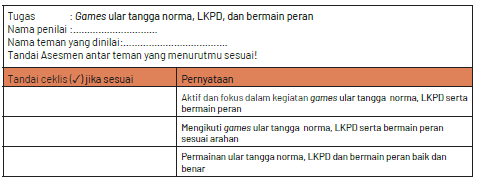 Tugas : Games ular tangga norma, LKPD, dan bermain peran
Nama penilai :..............................
Nama teman yang dinilai:.....................................
Tandai Asesmen antar teman yang menurutmu sesuai!
Tandai ceklis (✓) jika sesuai Pernyataan
Aktif dan fokus dalam kegiatan games ular tangga norma, LKPD serta
bermain peran
Mengikuti games ular tangga norma, LKPD serta bermain peran
sesuai arahan
Permainan ular tangga norma, LKPD dan bermain peran baik dan
benar